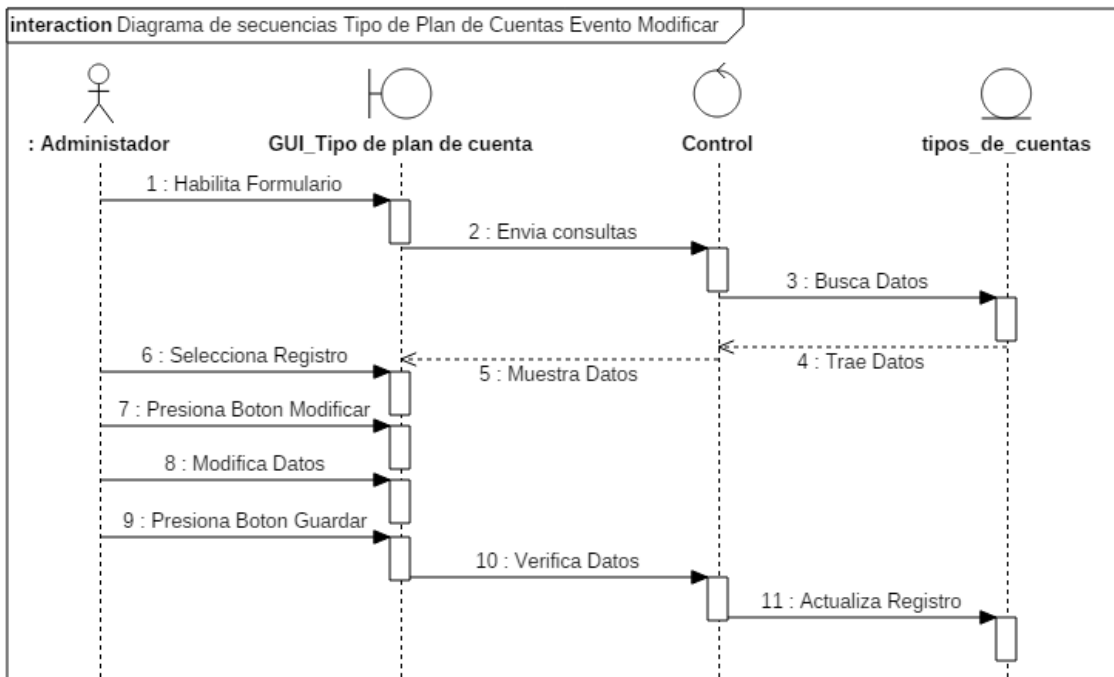 interaction Diagrama de secuencias Tipo de Plan de Cuentas Evento Modificar
: Administador
GUI_Tipo de plan de cuenta
Control
tipos_de_cuentas
1 : Habilita Formulario
2 : Envia consultas
3 : Busca Datos
4 : Trae Datos
5 : Muestra Datos
6 : Selecciona Registro
7 : Presiona Boton Modificar
8 : Modifica Datos
9 : Presiona Boton Guardar
10 : Verifica Datos
11 : Actualiza Registro